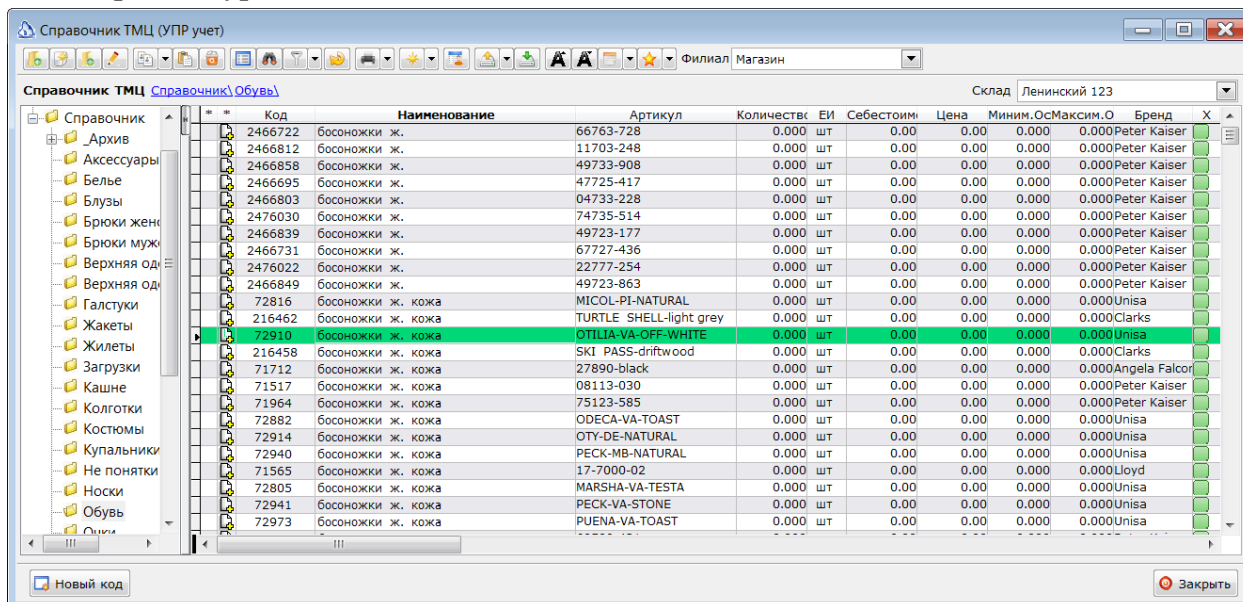 Справочник ТМЦ (УПР учет)
Филиал Магазин
Справочник ТМЦ Справочник\Обувь\ Склад Ленинский 123
Справочник
_Архив
Аксессуары
Белье
Блузы
Брюки женс
Брюки муж
Верхняя од
Верхняя од
Галстуки
Жакеты
Жилеты
Загрузки
Кашне
Колготки
Костюмы
Купальники
Не понятки
Носки
Обувь
Очки
* * Код Наименование Артикул Количество ЕИ Себестоим Цена Миним.Ос Максим.О Бренд X
2466722 босоножки ж. 66763-728 0.000 шт 0.00 0.00 0.000 0.000 Peter Kaiser
2466812 босоножки ж. 11703-248 0.000 шт 0.00 0.00 0.000 0.000 Peter Kaiser
2466858 босоножки ж. 49733-908 0.000 шт 0.00 0.00 0.000 0.000 Peter Kaiser
2466695 босоножки ж. 47725-417 0.000 шт 0.00 0.00 0.000 0.000 Peter Kaiser
2466803 босоножки ж. 04733-228 0.000 шт 0.00 0.00 0.000 0.000 Peter Kaiser
2476030 босоножки ж. 74735-514 0.000 шт 0.00 0.00 0.000 0.000 Peter Kaiser
2466839 босоножки ж. 49723-177 0.000 шт 0.00 0.00 0.000 0.000 Peter Kaiser
2466731 босоножки ж. 67727-436 0.000 шт 0.00 0.00 0.000 0.000 Peter Kaiser
2476022 босоножки ж. 22777-254 0.000 шт 0.00 0.00 0.000 0.000 Peter Kaiser
2466849 босоножки ж. 49723-863 0.000 шт 0.00 0.00 0.000 0.000 Peter Kaiser
72816 босоножки ж. кожа MICOL-PI-NATURAL 0.000 шт 0.00 0.00 0.000 0.000 Unisa
216462 босоножки ж. кожа TURTLE SHELL-light grey 0.000 шт 0.00 0.00 0.000 0.000 Clarks
72910 босоножки ж. кожа OTILIA-VA-OFF-WHITE 0.000 шт 0.00 0.00 0.000 0.000 Unisa
216458 босоножки ж. кожа SKI PASS-driftwood 0.000 шт 0.00 0.00 0.000 0.000 Clarks
71712 босоножки ж. кожа 27890-black 0.000 шт 0.00 0.00 0.000 0.000 Angela Falcor
71517 босоножки ж. кожа 08113-030 0.000 шт 0.00 0.00 0.000 0.000 Peter Kaiser
71964 босоножки ж. кожа 75123-585 0.000 шт 0.00 0.00 0.000 0.000 Peter Kaiser
72882 босоножки ж. кожа ODECA-VA-TOAST 0.000 шт 0.00 0.00 0.000 0.000 Unisa
72914 босоножки ж. кожа OTY-DE-NATURAL 0.000 шт 0.00 0.00 0.000 0.000 Unisa
72940 босоножки ж. кожа PECK-MB-NATURAL 0.000 шт 0.00 0.00 0.000 0.000 Unisa
71565 босоножки ж. кожа 17-7000-02 0.000 шт 0.00 0.00 0.000 0.000 Lloyd
72805 босоножки ж. кожа MARSHA-VA-TESTA 0.000 шт 0.00 0.00 0.000 0.000 Unisa
72941 босоножки ж. кожа PECK-VA-STONE 0.000 шт 0.00 0.00 0.000 0.000 Unisa
72973 босоножки ж. кожа PUENA-VA-TOAST 0.000 шт 0.00 0.00 0.000 0.000 Unisa
Новый код
Закрыть